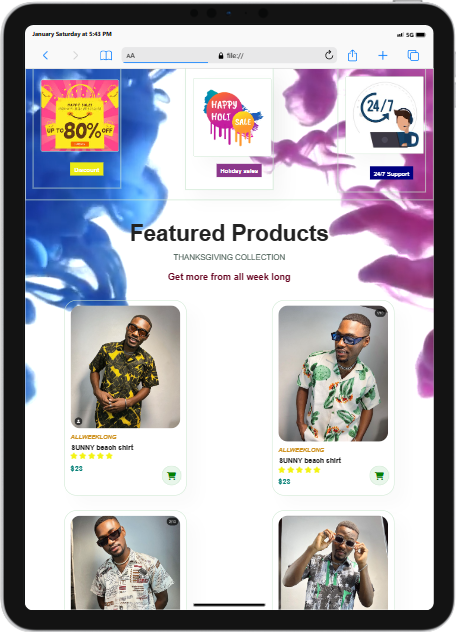 January Saturday at 5:43 PM
5G
AA
file://
HAPPY SALES
UP TO 80% OFF
Discount
HAPPY
HOLI
SALE
Holiday sales
24/7
24/7 Support
Featured Products
THANKSGIVING COLLECTION
Get more from all week long
ALLWEEKLONG
SUNNY beach shirt
$23
ALLWEEKLONG
SUNNY beach shirt
$23